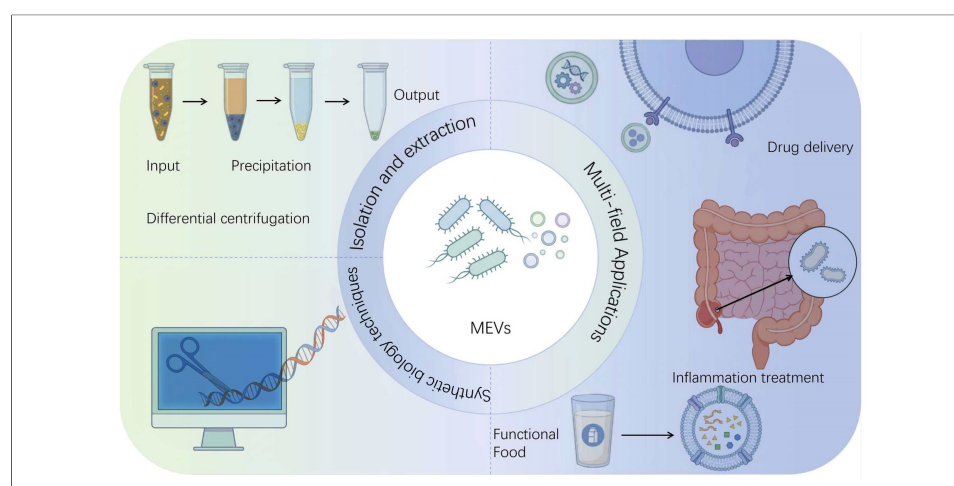 Output
Input
Precipitation
Differential centrifugation
Isolation and extraction
Synthetic biology techniques
Multi-field Applications
MEVs
Drug delivery
Inflammation treatment
Functional
Food